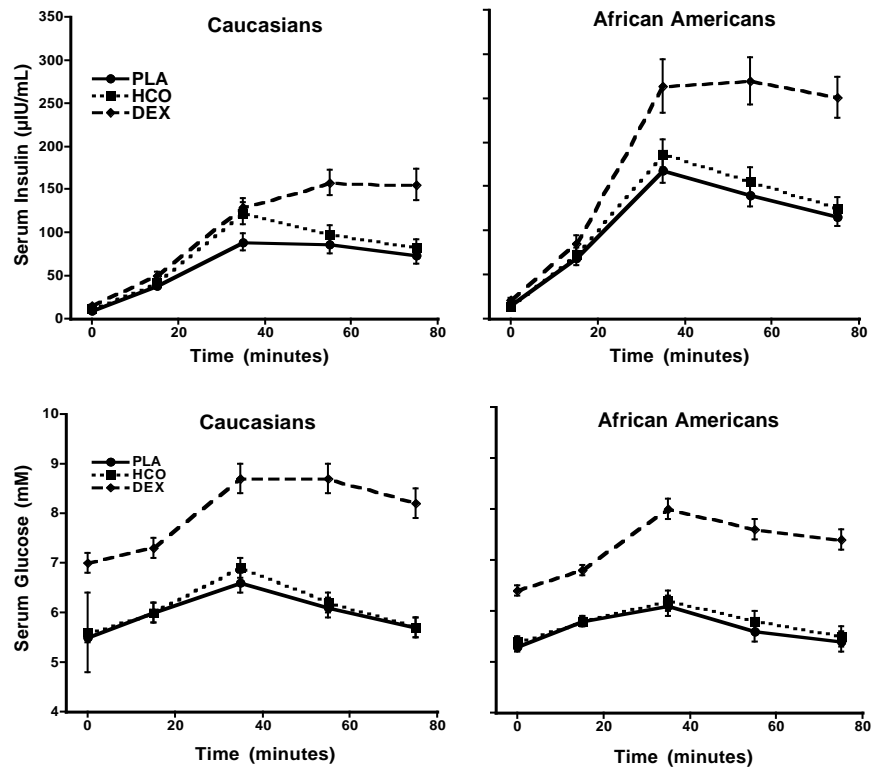 Caucasians
African Americans
350
300
250
200
150
100
50
0
Serum Insulin (µIU/mL)
PLA
HCO
DEX
0 20 40 60 80
Time (minutes)
0 20 40 60 80
Time (minutes)
Caucasians
African Americans
10
9
8
7
6
5
4
Serum Glucose (mM)
PLA
HCO
DEX
0 20 40 60 80
Time (minutes)
0 20 40 60 80
Time (minutes)